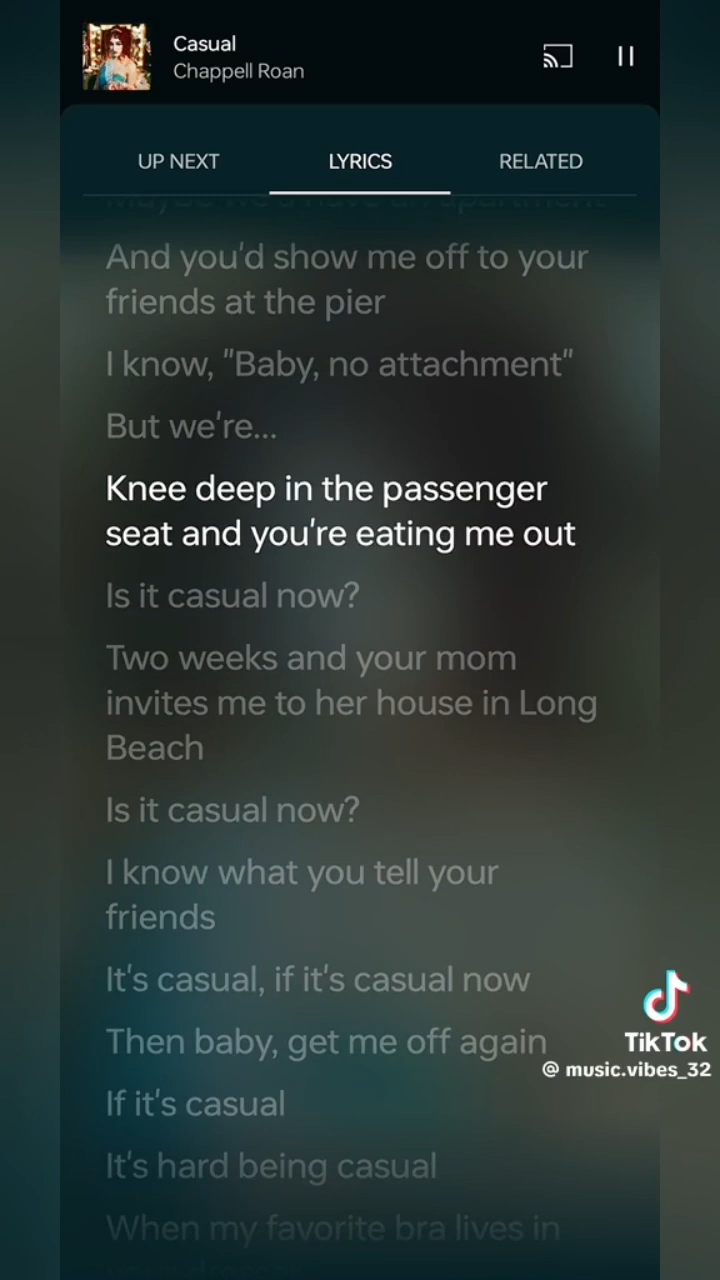 Casual
Chappell Roan
UP NEXT LYRICS RELATED
And you'd show me off to your
friends at the pier
I know, "Baby, no attachment"
But we're...
Knee deep in the passenger
seat and you're eating me out
Is it casual now?
Two weeks and your mom
invites me to her house in Long
Beach
Is it casual now?
I know what you tell your
friends
It's casual, if it's casual now
Then baby, get me off again
If it's casual
It's hard being casual
When my favorite bra lives in
TikTok
@ music.vibes_32